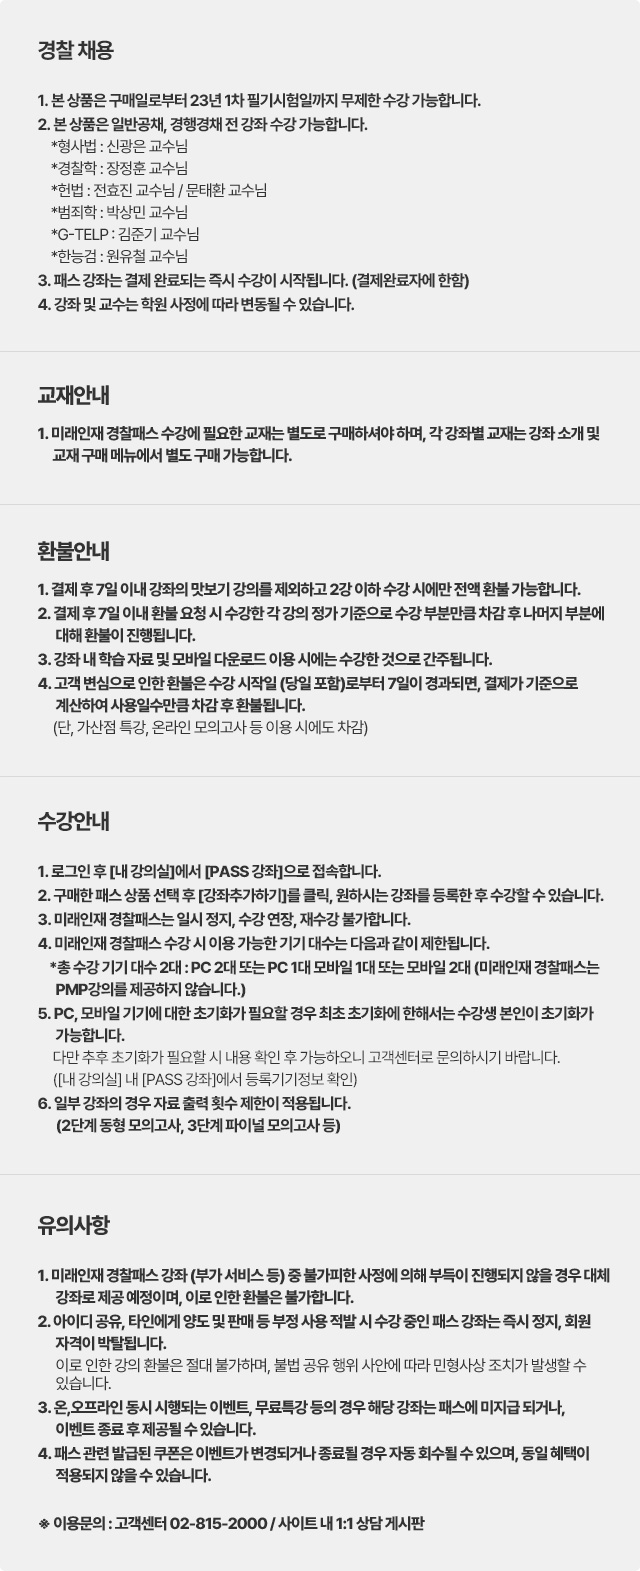 경찰 채용
1. 본 상품은 구매일로부터 23년 1차 필기시험일까지 무제한 수강 가능합니다.
2. 본 상품은 일반공채, 경행경채 전 강좌 수강 가능합니다.
*형사법 : 신광은 교수님
*경찰학 : 장정훈 교수님
*헌법 : 전효진 교수님 / 문태환 교수님
*범죄학 : 박상민 교수님
*G-TELP : 김준기 교수님
*한능검 : 원유철 교수님
3. 패스 강좌는 결제 완료되는 즉시 수강이 시작됩니다. (결제완료자에 한함)
4. 강좌 및 교수는 학원 사정에 따라 변동될 수 있습니다.
교재안내
1. 미래인재 경찰패스 수강에 필요한 교재는 별도로 구매하셔야 하며, 각 강좌별 교재는 강좌 소개 및
교재 구매 메뉴에서 별도 구매 가능합니다.
환불안내
1. 결제 후 7일 이내 강좌의 맛보기 강의를 제외하고 2강 이하 수강 시에만 전액 환불 가능합니다.
2. 결제 후 7일 이내 환불 요청 시 수강한 각 강의 정가 기준으로 수강 부분만큼 차감 후 나머지 부분에
대해 환불이 진행됩니다.
3. 강좌 내 학습 자료 및 모바일 다운로드 이용 시에는 수강한 것으로 간주됩니다.
4. 고객 변심으로 인한 환불은 수강 시작일 (당일 포함)로부터 7일이 경과되면, 결제가 기준으로
계산하여 사용일수만큼 차감 후 환불됩니다.
(단, 가산점 특강, 온라인 모의고사 등 이용 시에도 차감)
수강안내
1. 로그인 후 [내 강의실]에서 [PASS 강좌]으로 접속합니다.
2. 구매한 패스 상품 선택 후 [강좌추가하기]를 클릭, 원하시는 강좌를 등록한 후 수강할 수 있습니다.
3. 미래인재 경찰패스는 일시 정지, 수강 연장, 재수강 불가합니다.
4. 미래인재 경찰패스 수강 시 이용 가능한 기기 대수는 다음과 같이 제한됩니다.
*총 수강 기기 대수 2대 : PC 2대 또는 PC 1대 모바일 1대 또는 모바일 2대 (미래인재 경찰패스는
PMP강의를 제공하지 않습니다.)
5. PC, 모바일 기기에 대한 초기화가 필요할 경우 최초 초기화에 한해서는 수강생 본인이 초기화가
가능합니다.
다만 추후 초기화가 필요할 시 내용 확인 후 가능하오니 고객센터로 문의하시기 바랍니다.
([내 강의실] 내 [PASS 강좌]에서 등록기기정보 확인)
6. 일부 강좌의 경우 자료 출력 횟수 제한이 적용됩니다.
(2단계 동형 모의고사, 3단계 파이널 모의고사 등)
유의사항
1. 미래인재 경찰패스 강좌 (부가 서비스 등) 중 불가피한 사정에 의해 부득이 진행되지 않을 경우 대체
강좌로 제공 예정이며, 이로 인한 환불은 불가합니다.
2. 아이디 공유, 타인에게 양도 및 판매 등 부정 사용 적발 시 수강 중인 패스 강좌는 즉시 정지, 회원
자격이 박탈됩니다.
이로 인한 강의 환불은 절대 불가하며, 불법 공유 행위 사안에 따라 민형사상 조치가 발생할 수
있습니다.
3. 온,오프라인 동시 시행되는 이벤트, 무료특강 등의 경우 해당 강좌는 패스에 미지급 되거나,
이벤트 종료 후 제공될 수 있습니다.
4. 패스 관련 발급된 쿠폰은 이벤트가 변경되거나 종료될 경우 자동 회수될 수 있으며, 동일 혜택이
적용되지 않을 수 있습니다.
※ 이용문의 : 고객센터 02-815-2000 / 사이트 내 1:1 상담 게시판